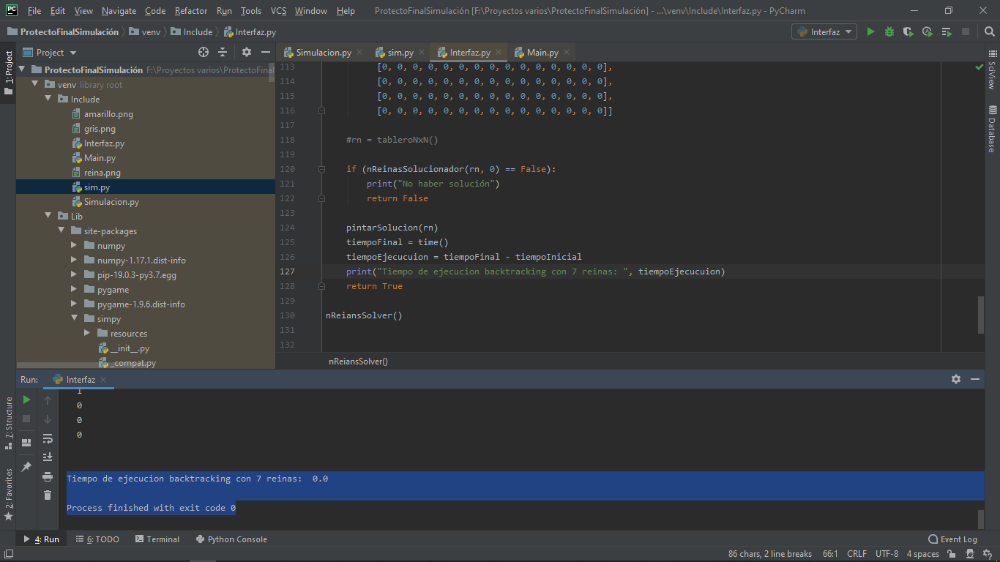 File Edit View Navigate Code Refactor Run Tools VCS Window Help ProtectoFinalSimulación [F:\Proyectos varios\ProtectoFinalSimulación] - ...\venv\Include\Interfaz.py - PyCharm
ProtectoFinalSimulación venv Include Interfaz.py Interfaz
1: Project
Project
ProtectoFinalSimulación F:\Proyectos varios\ProtectoFinal
venv library root
Include
amarillo.png
gris.png
Interfaz.py
Main.py
reina.png
sim.py
Simulacion.py
Lib
site-packages
numpy
numpy-1.17.1.dist-info
pip-19.0.3-py3.7.egg
pygame
pygame-1.9.6.dist-info
simpy
resources
__init__.py
_compat.py
Simulacion.py sim.py Interfaz.py Main.py
113 [0, 0, 0, 0, 0, 0, 0, 0, 0, 0, 0, 0, 0, 0, 0],
114 [0, 0, 0, 0, 0, 0, 0, 0, 0, 0, 0, 0, 0, 0, 0],
115 [0, 0, 0, 0, 0, 0, 0, 0, 0, 0, 0, 0, 0, 0, 0],
116 [0, 0, 0, 0, 0, 0, 0, 0, 0, 0, 0, 0, 0, 0, 0]]
117
118 #rn = tableroNxN()
119
120 if (nReinasSolucionador(rn, 0) == False):
121 print("No haber solución")
122 return False
123
124 pintarSolucion(rn)
125 tiempoFinal = time()
126 tiempoEjecucuion = tiempoFinal - tiempoInicial
127 print("Tiempo de ejecucion backtracking con 7 reinas: ", tiempoEjecucuion)
128 return True
129
130 nReiansSolver()
131
132
nReiansSolver()
SciView
Database
Run: Interfaz
1
0
0
0
Tiempo de ejecucion backtracking con 7 reinas:  0.0
Process finished with exit code 0
7: Structure
2: Favorites
4: Run 6: TODO Terminal Python Console Event Log
86 chars, 2 line breaks 66:1 CRLF UTF-8 4 spaces